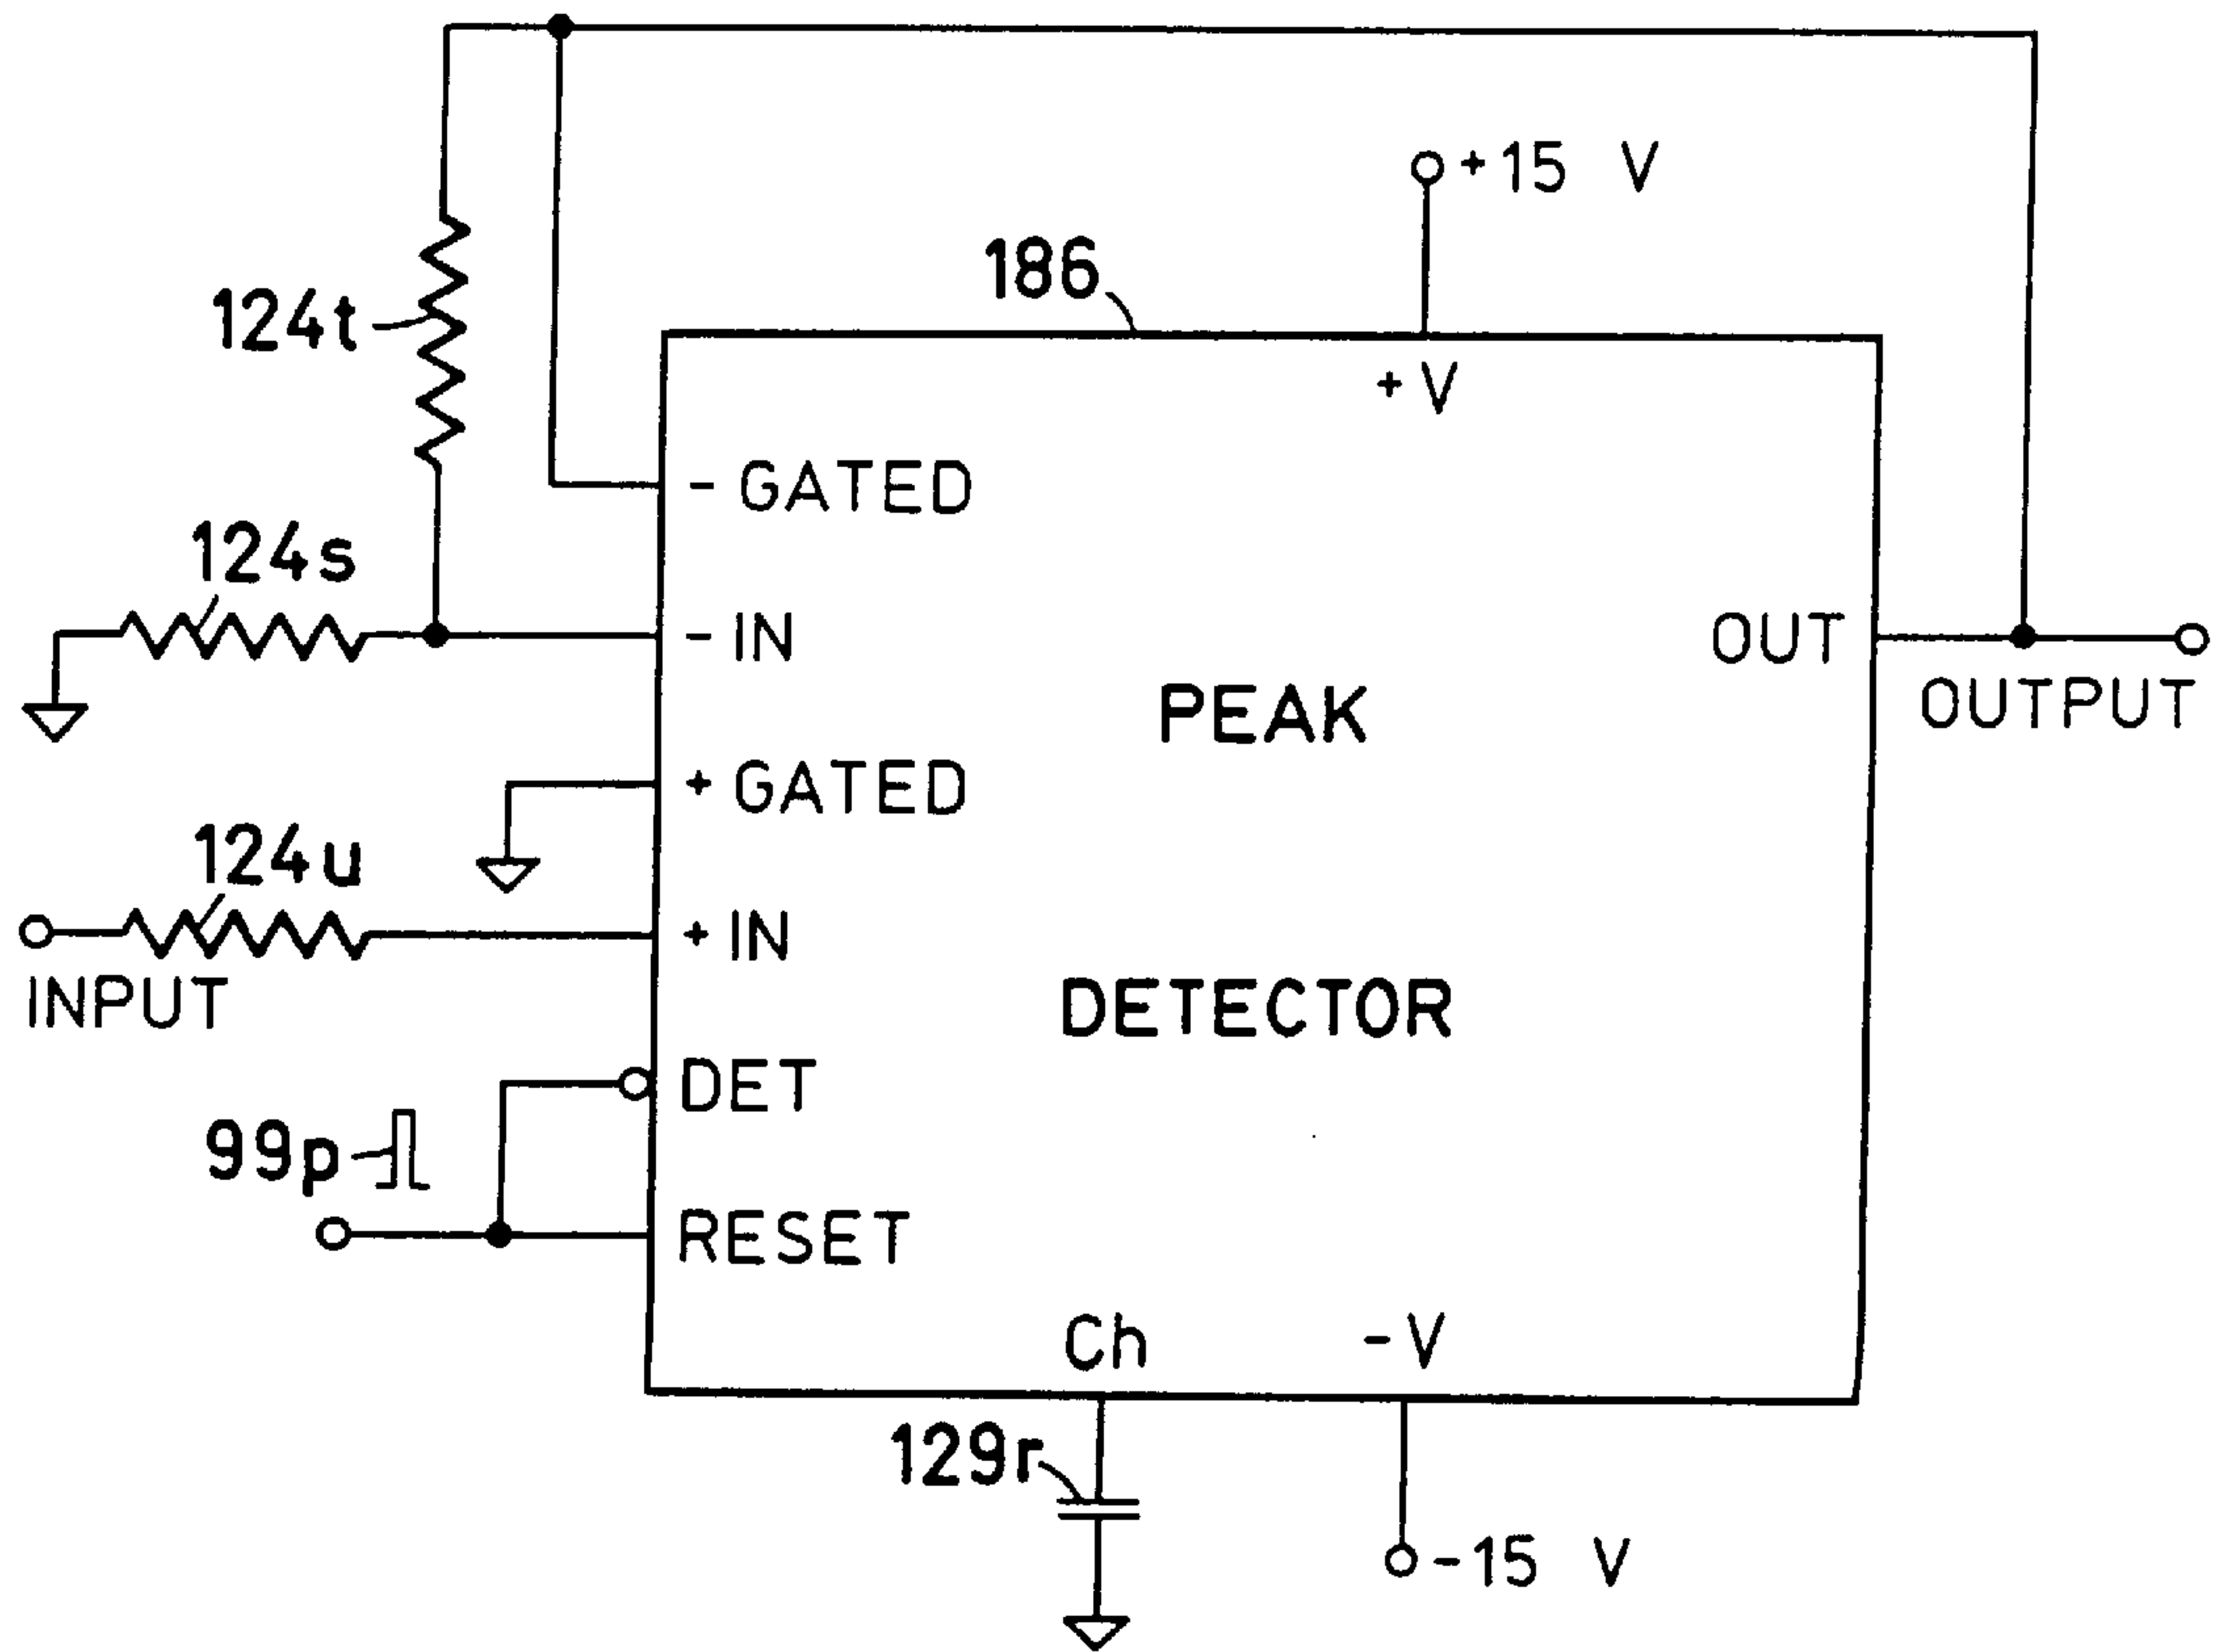 +15 V
186
124t
+V
- GATED
124s
- IN
OUT
PEAK
OUTPUT
+ GATED
124u
+ IN
INPUT
DETECTOR
DET
99p
RESET
Ch
-V
129r
-15 V